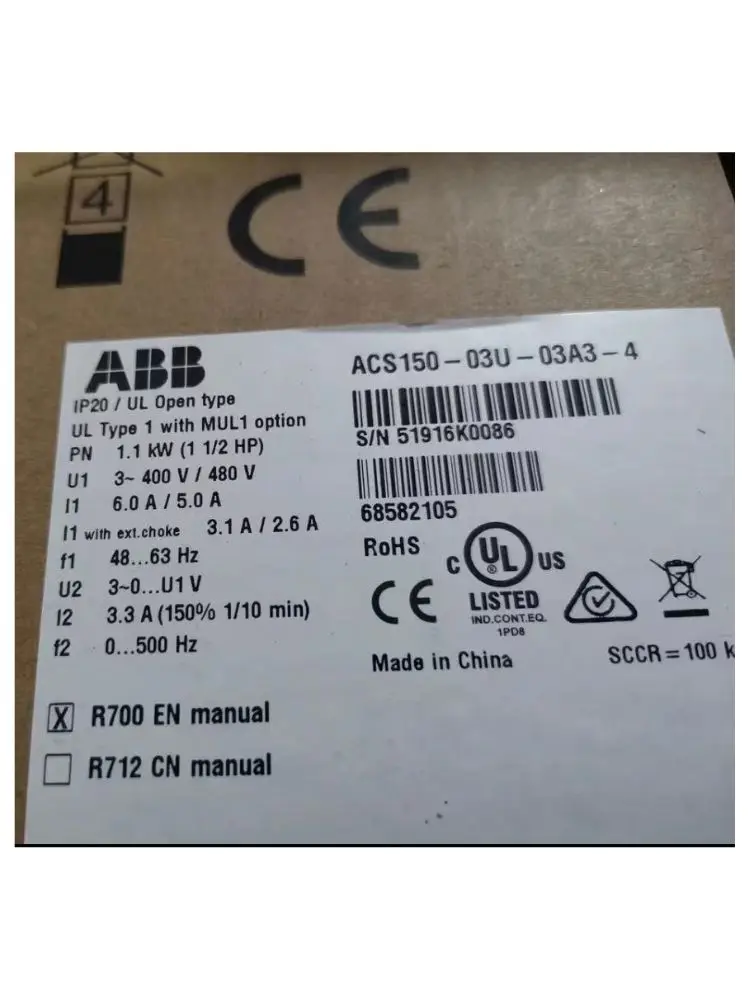 4
CE
ABB
IP20 / UL Open type
UL Type 1 with MUL1 option
PN 1.1 kW (1 1/2 HP)
U1 3~ 400 V / 480 V
I1 6.0 A / 5.0 A
I1 with ext.choke 3.1 A / 2.6 A
f1 48...63 Hz
U2 3~0...U1 V
I2 3.3 A (150% 1/10 min)
f2 0...500 Hz
X R700 EN manual
R712 CN manual
ACS150-03U-03A3-4
S/N 51916K0086
68582105
RoHS
C UL US
®
LISTED
IND.CONT.EQ.
1PD8
CE
Made in China
SCCR = 100 k